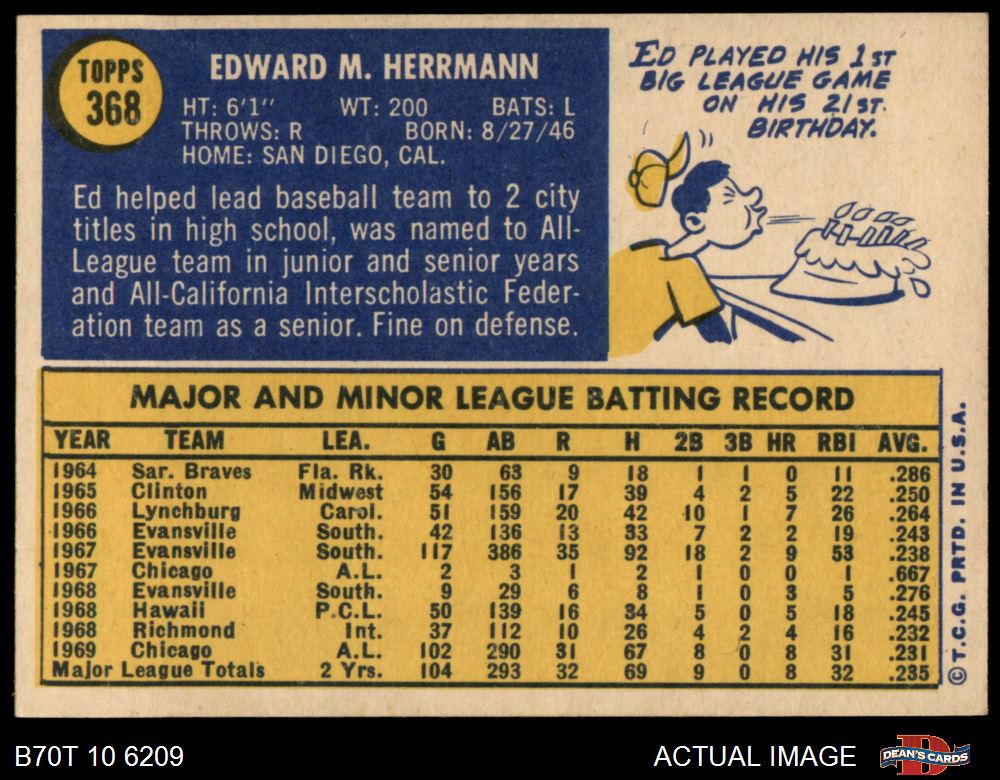 TOPPS
368
EDWARD M. HERRMANN
HT: 6'1" WT: 200 BATS: L
THROWS: R BORN: 8/27/46
HOME: SAN DIEGO, CAL.
Ed helped lead baseball team to 2 city
titles in high school, was named to All-
League team in junior and senior years
and All-California Interscholastic Feder-
ation team as a senior. Fine on defense.
ED PLAYED HIS 1ST
BIG LEAGUE GAME
ON HIS 21ST.
BIRTHDAY.
MAJOR AND MINOR LEAGUE BATTING RECORD
YEAR TEAM LEA. G AB R H 2B 3B HR RBI AVG.
1964 Sar. Braves Fla. Rk. 30 63 9 18 1 1 0 11 .286
1965 Clinton Midwest 54 156 17 39 4 2 5 22 .250
1966 Lynchburg Carol. 51 159 20 42 10 1 7 26 .264
1966 Evansville South. 42 136 13 33 7 2 2 19 .243
1967 Evansville South. 117 386 35 92 18 2 9 53 .238
1967 Chicago A.L. 2 3 1 2 1 0 0 1 .667
1968 Evansville South. 9 29 6 8 1 0 3 5 .276
1968 Hawaii P.C.L. 50 139 16 34 5 0 5 18 .245
1968 Richmond Int. 37 112 10 26 4 2 4 16 .232
1969 Chicago A.L. 102 290 31 67 8 0 8 31 .231
Major League Totals 2 Yrs. 104 293 32 69 9 0 8 32 .235
©T.C.G. PRTD. IN U.S.A.
B70T 10 6209
ACTUAL IMAGE
DEAN'S CARDS